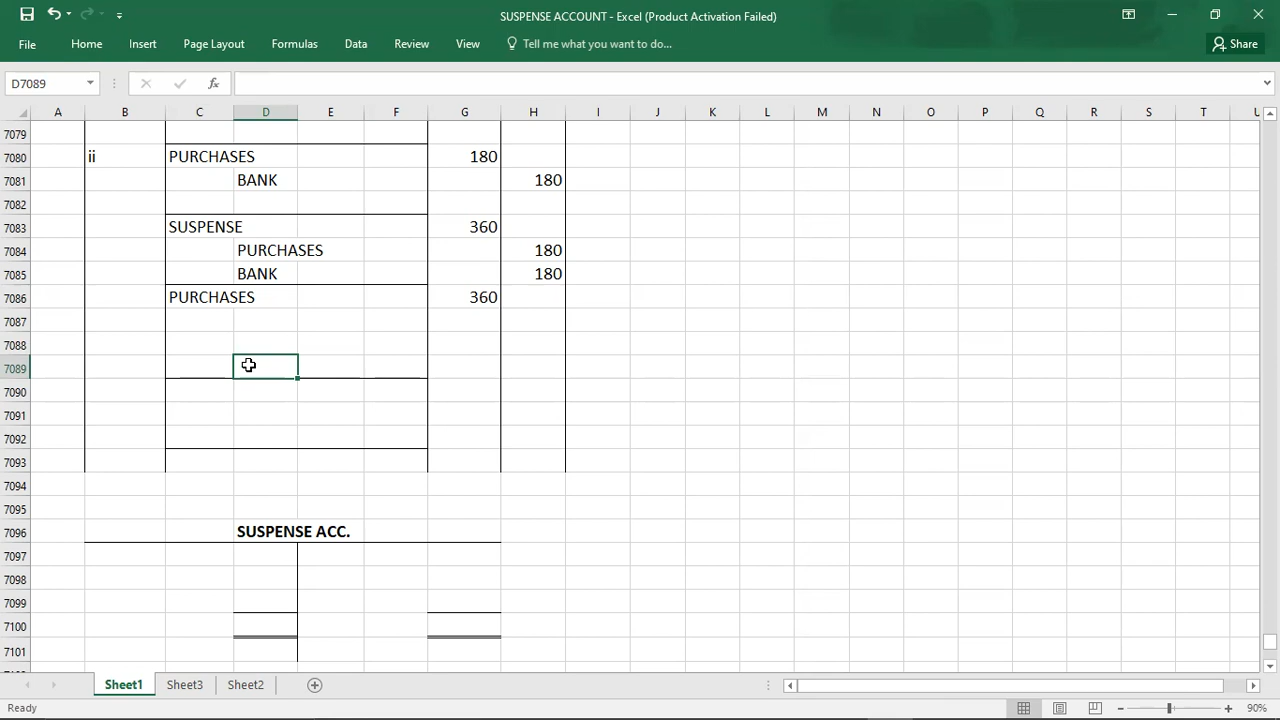 SUSPENSE ACCOUNT - Excel (Product Activation Failed)
File Home Insert Page Layout Formulas Data Review View Tell me what you want to do... Share
D7089 fx
A B C D E F G H I J K L M N O P Q R S T U
7079
7080 ii PURCHASES 180
7081 BANK 180
7082
7083 SUSPENSE 360
7084 PURCHASES 180
7085 BANK 180
7086 PURCHASES 360
7087
7088
7089
7090
7091
7092
7093
7094
7095
7096 SUSPENSE ACC.
7097
7098
7099
7100
7101
Sheet1 Sheet3 Sheet2
Ready 90%